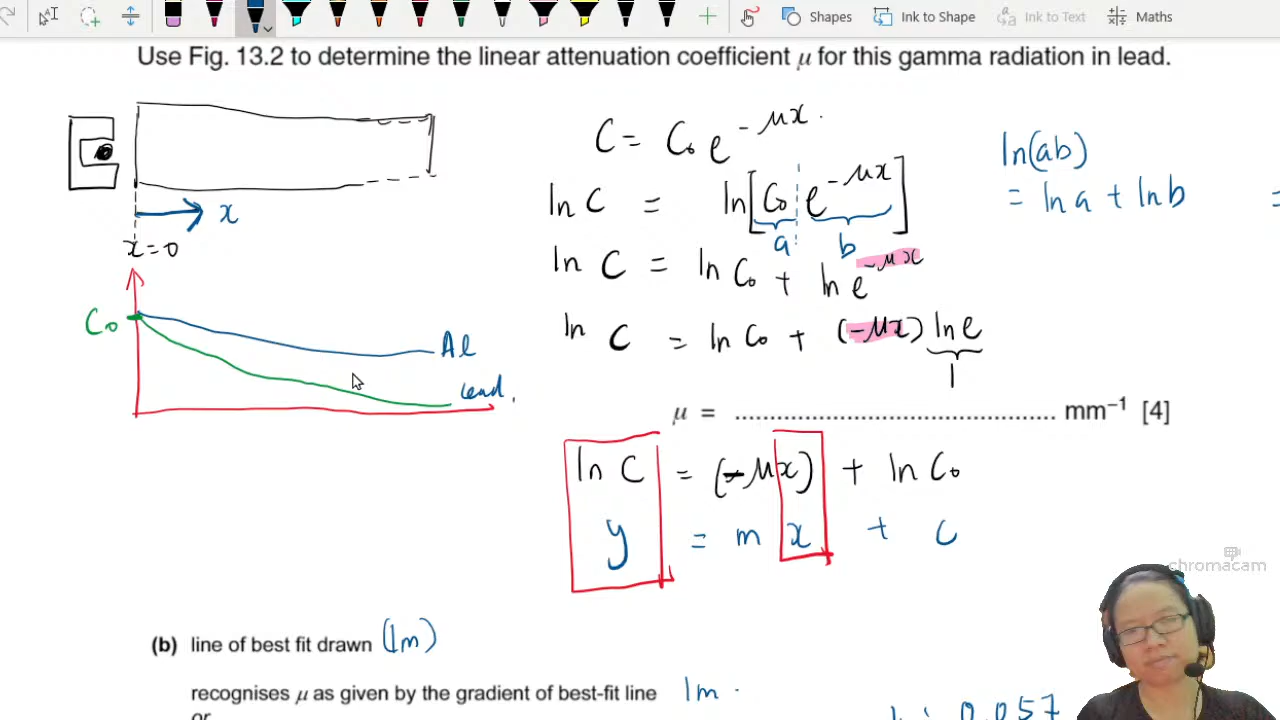 Shapes Ink to Shape Ink to Text Maths
Use Fig. 13.2 to determine the linear attenuation coefficient μ for this gamma radiation in lead.
C = C₀ e^(-μx).
ln C = ln[C₀ e^(-μx)]
a b
ln(ab)
= ln a + ln b =
x
x = 0
ln C = ln C₀ + ln e^(-μx)
ln C = ln C₀ + (-μx) ln e
1
C₀
Al
Lead.
μ = ............................................. mm⁻¹ [4]
ln C = (-μx) + ln C₀
y = m x + c
chromacam
(b) line of best fit drawn (1m)
recognises μ as given by the gradient of best-fit line 1m.
or
0.057